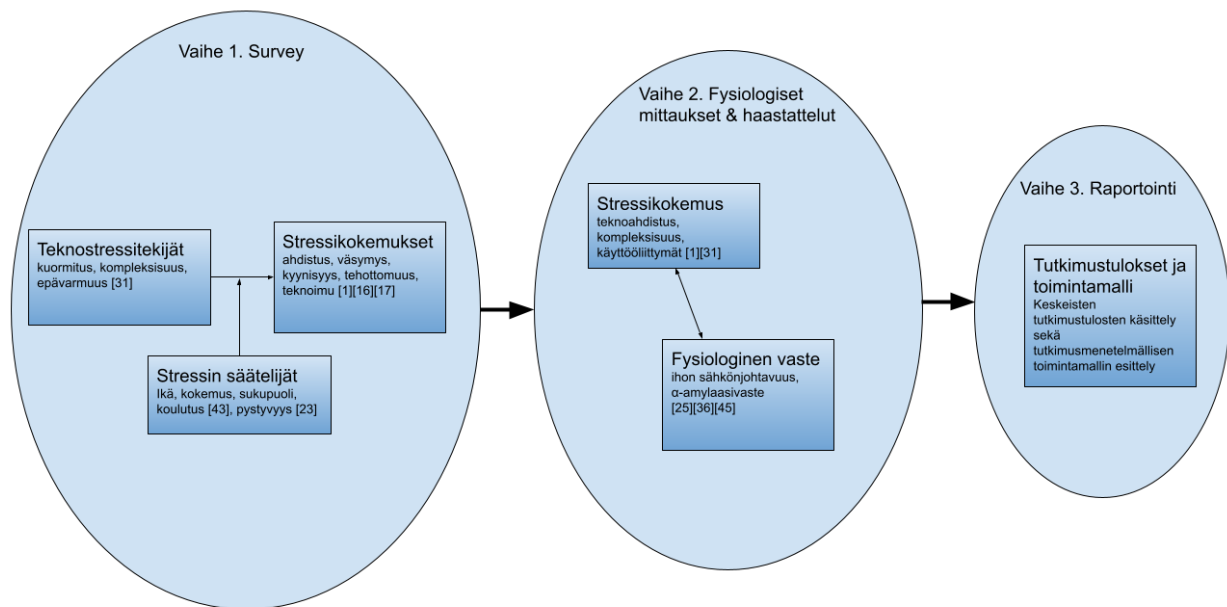 Vaihe 1. Survey
Teknostressitekijät
kuormitus, kompleksisuus,
epävarmuus [31]
Stressikokemukset
ahdistus, väsymys,
kyynisyys, tehottomuus,
teknoimu [1][16][17]
Stressin säätelijät
Ikä, kokemus, sukupuoli,
koulutus [43], pystyvyys [23]
Vaihe 2. Fysiologiset
mittaukset & haastattelut
Stressikokemus
teknoahdistus,
kompleksisuus,
käyttööliittymät [1][31]
Fysiologinen vaste
ihon sähkönjohtavuus,
α-amylaasivaste
[25][36][45]
Vaihe 3. Raportointi
Tutkimustulokset ja
toimintamalli
Keskeisten
tutkimustulosten käsittely
sekä
tutkimusmenetelmällisen
toimintamallin esittely